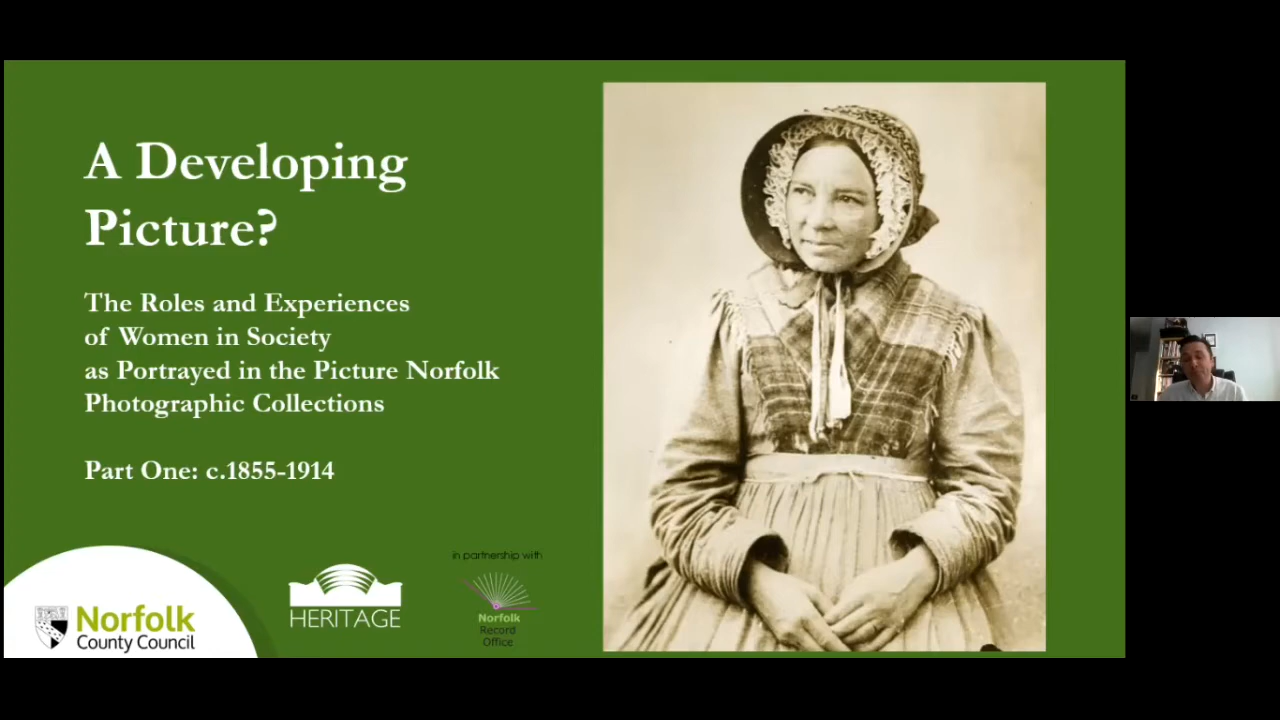 A Developing
Picture?
The Roles and Experiences
of Women in Society
as Portrayed in the Picture Norfolk
Photographic Collections
Part One: c.1855-1914
Norfolk
County Council
HERITAGE
in partnership with
Norfolk
Record
Office